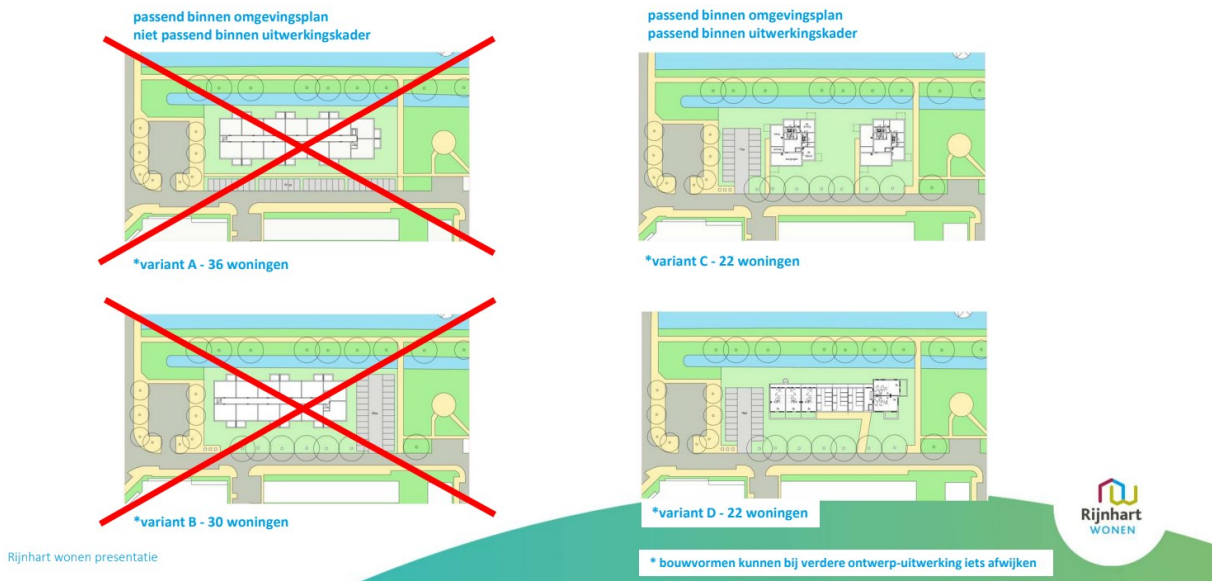 passend binnen omgevingsplan
niet passend binnen uitwerkingskader
*variant A - 36 woningen
*variant B - 30 woningen
passend binnen omgevingsplan
passend binnen uitwerkingskader
*variant C - 22 woningen
*variant D - 22 woningen
* bouwvormen kunnen bij verdere ontwerp-uitwerking iets afwijken
Rijnhart wonen presentatie
Rijnhart
WONEN